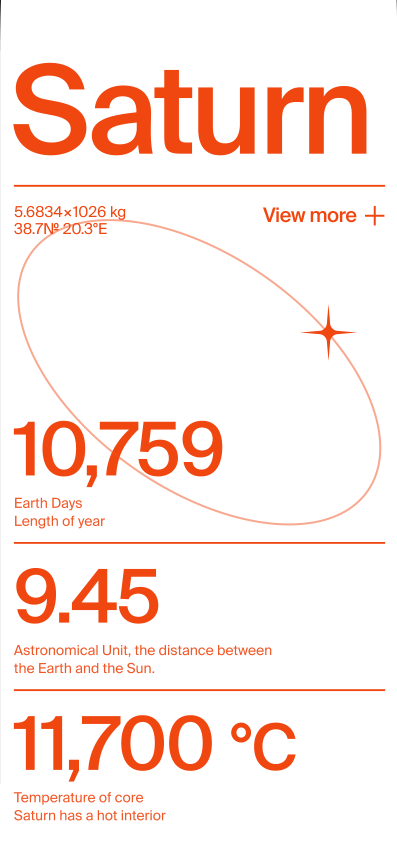 Saturn
5.6834×1026 kg
38.7Nº 20.3°E
View more
10,759
Earth Days
Length of year
9.45
Astronomical Unit, the distance between
the Earth and the Sun.
11,700 °C
Temperature of core
Saturn has a hot interior